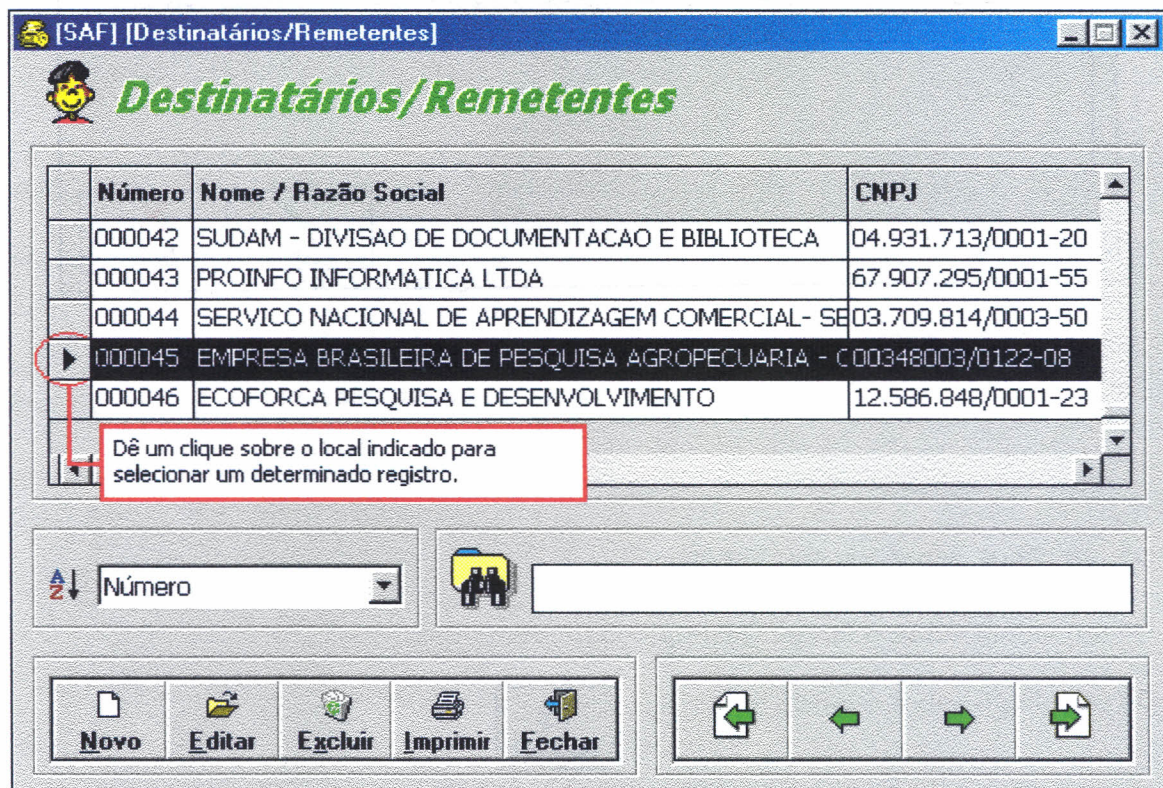 [SAF] [Destinatários/Remetentes]
Destinatários/Remetentes
Número Nome / Razão Social CNPJ
000042 SUDAM - DIVISAO DE DOCUMENTACAO E BIBLIOTECA 04.931.713/0001-20
000043 PROINFO INFORMATICA LTDA 67.907.295/0001-55
000044 SERVICO NACIONAL DE APRENDIZAGEM COMERCIAL- SE 03.709.814/0003-50
000045 EMPRESA BRASILEIRA DE PESQUISA AGROPECUARIA - 00348003/0122-08
000046 ECOFORCA PESQUISA E DESENVOLVIMENTO 12.586.848/0001-23
Dê um clique sobre o local indicado para
selecionar um determinado registro.
A
Z Número
Novo Editar Excluir Imprimir Fechar